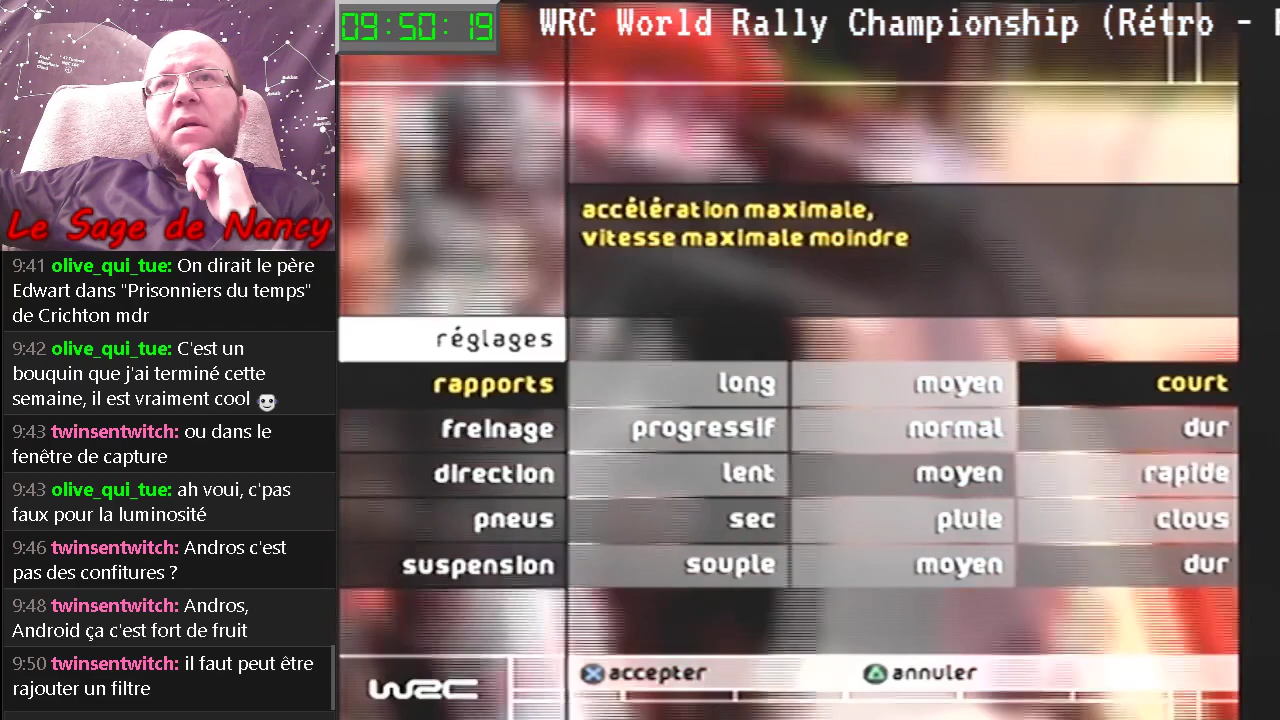 09:50:19
WRC World Rally Championship (Rétro -
Le Sage de Nancy
9:41 olive_qui_tue: On dirait le père
Edwart dans "Prisonniers du temps"
de Crichton mdr
9:42 olive_qui_tue: C'est un
bouquin que j'ai terminé cette
semaine, il est vraiment cool
9:43 twinsentwitch: ou dans le
fenêtre de capture
9:43 olive_qui_tue: ah voui, c'pas
faux pour la luminosité
9:46 twinsentwitch: Andros c'est
pas des confitures ?
9:48 twinsentwitch: Andros,
Android ça c'est fort de fruit
9:50 twinsentwitch: il faut peut être
rajouter un filtre
accélération maximale,
vitesse maximale moindre
réglages
rapports long moyen court
freinage progressif normal dur
direction lent moyen rapide
pneus sec pluie clous
suspension souple moyen dur
WRC
accepter annuler